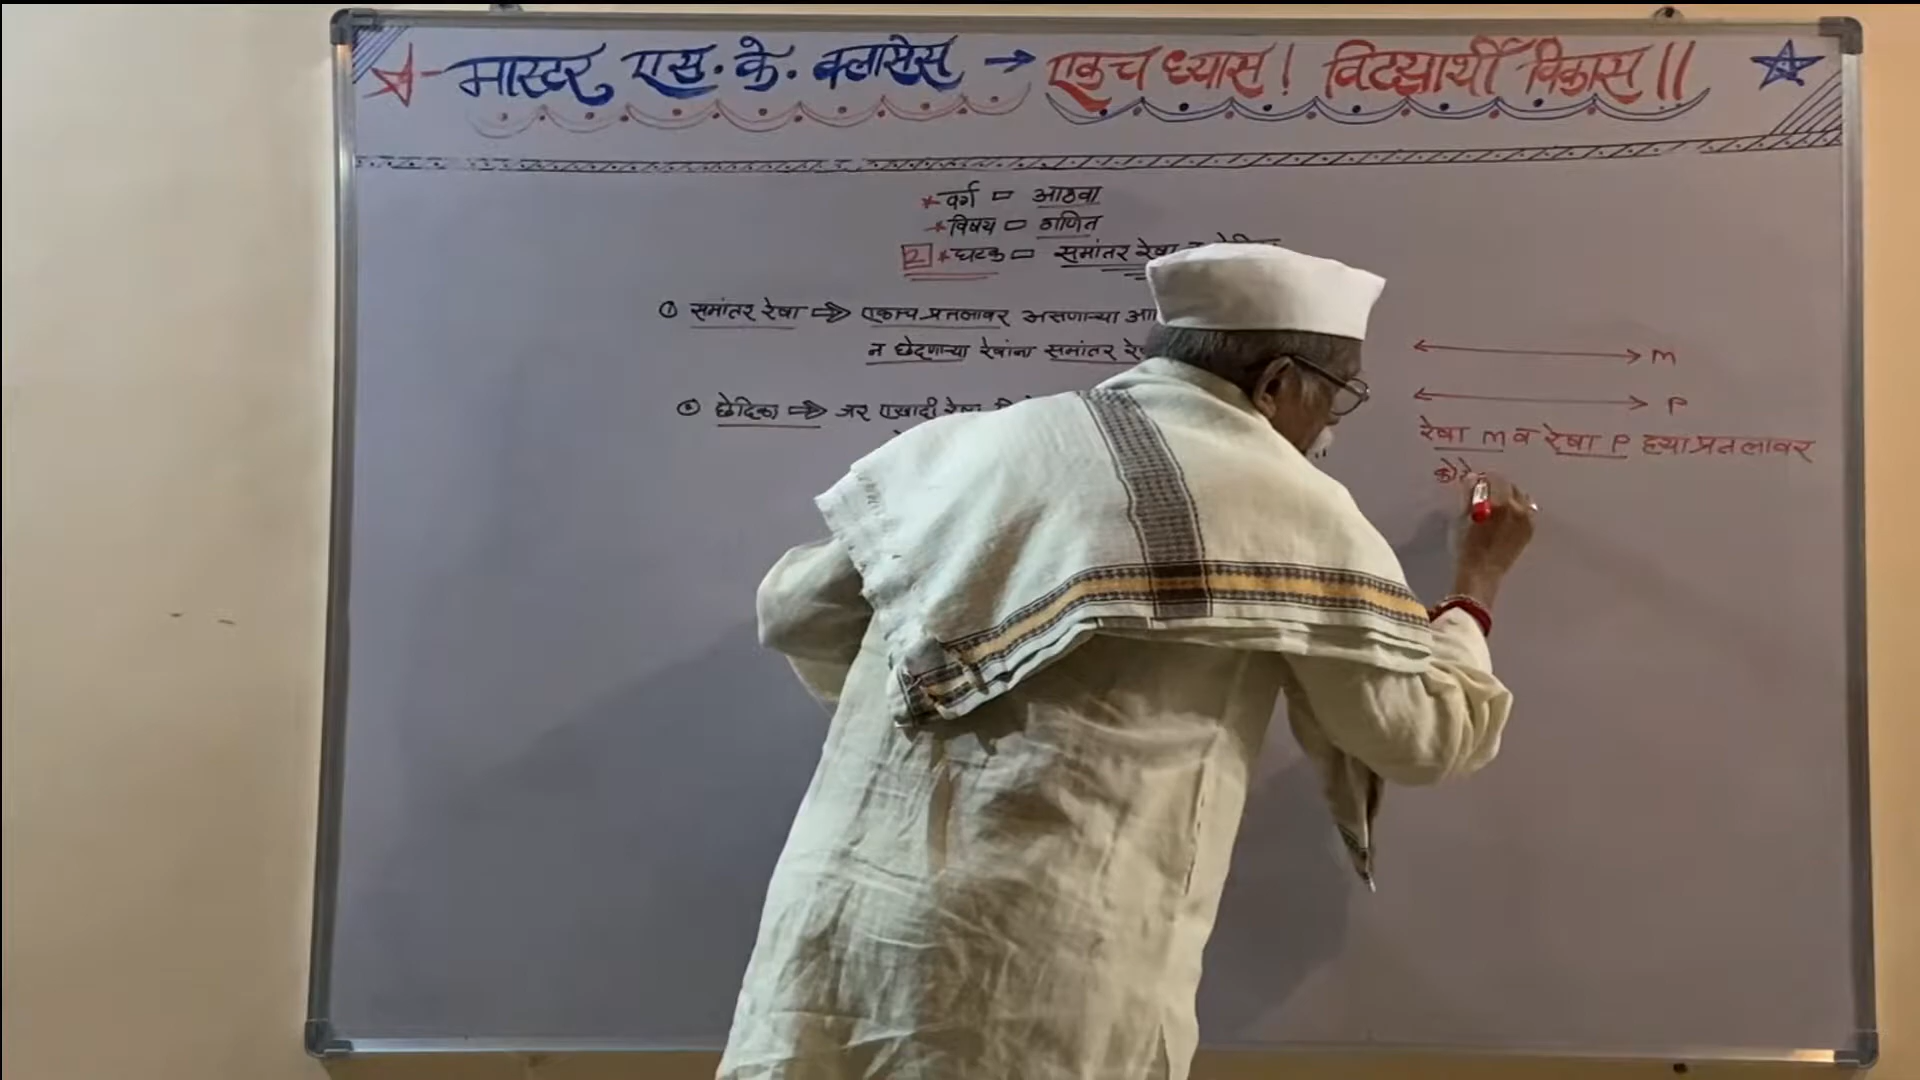 मास्टर एस. के. क्लासेस → एकच ध्यास! विद्यार्थी विकास ||
* वर्ग ▭ आठवा
* विषय ▭ गणित
2 * घटक ▭ समांतर रेषा
① समांतर रेषा ⇒ एकाच प्रतलावर असणाऱ्या
न छेदणाऱ्या रेषांना समांतर
② छेदिका ⇒ जर एखादी रेषा
m
P
रेषा m व रेषा P ह्या प्रतलावर